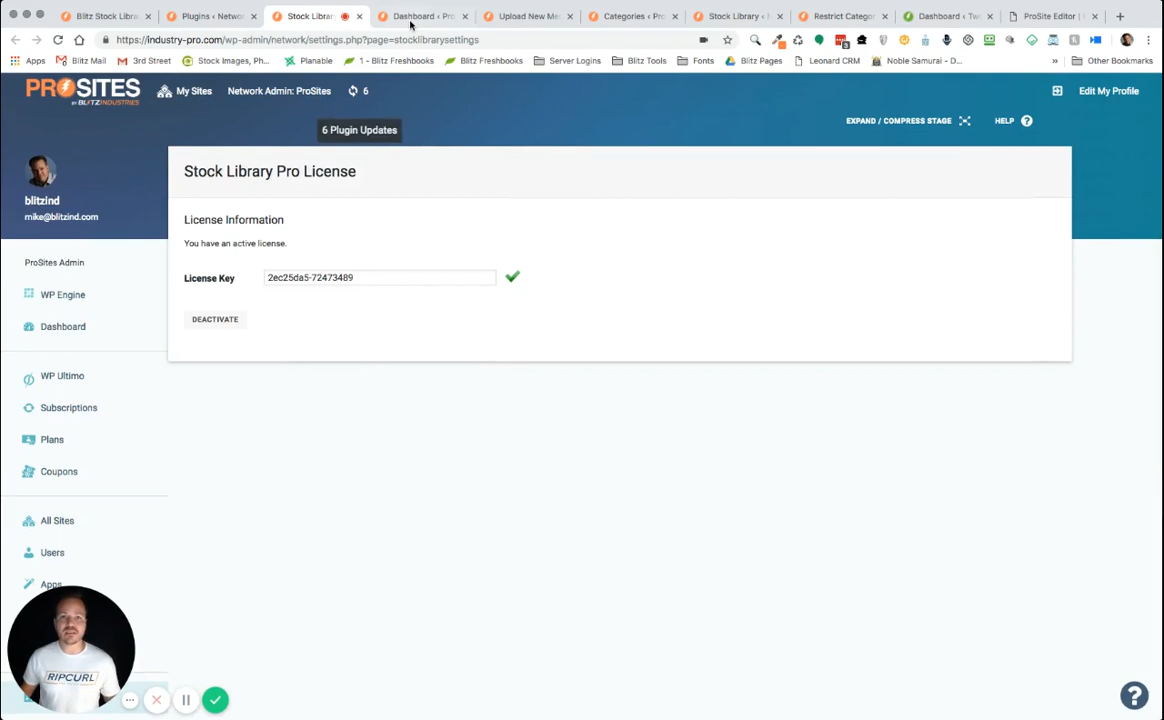 Blitz Stock Librar
Plugins ‹ Netwo
Stock Librar
Dashboard ‹ Pro
Upload New Me
Categories ‹ Pro
Stock Library ‹
Restrict Categor
Dashboard ‹ Tw
ProSite Editor |
https://industry-pro.com/wp-admin/network/settings.php?page=stocklibrarysettings
Apps
Blitz Mail
3rd Street
Stock Images, Ph...
Planable
1 - Blitz Freshbooks
Blitz Freshbooks
Server Logins
Blitz Tools
Fonts
Blitz Pages
Leonard CRM
Noble Samurai - D...
»
Other Bookmarks
PROSITES
BY BLITZINDUSTRIES
My Sites
Network Admin: ProSites
6
Edit My Profile
6 Plugin Updates
EXPAND / COMPRESS STAGE
HELP ?
blitzind
mike@blitzind.com
Stock Library Pro License
License Information
You have an active license.
License Key
2ec25da5-72473489
DEACTIVATE
ProSites Admin
WP Engine
Dashboard
WP Ultimo
Subscriptions
Plans
Coupons
All Sites
Users
Apps
RIPCURL
?